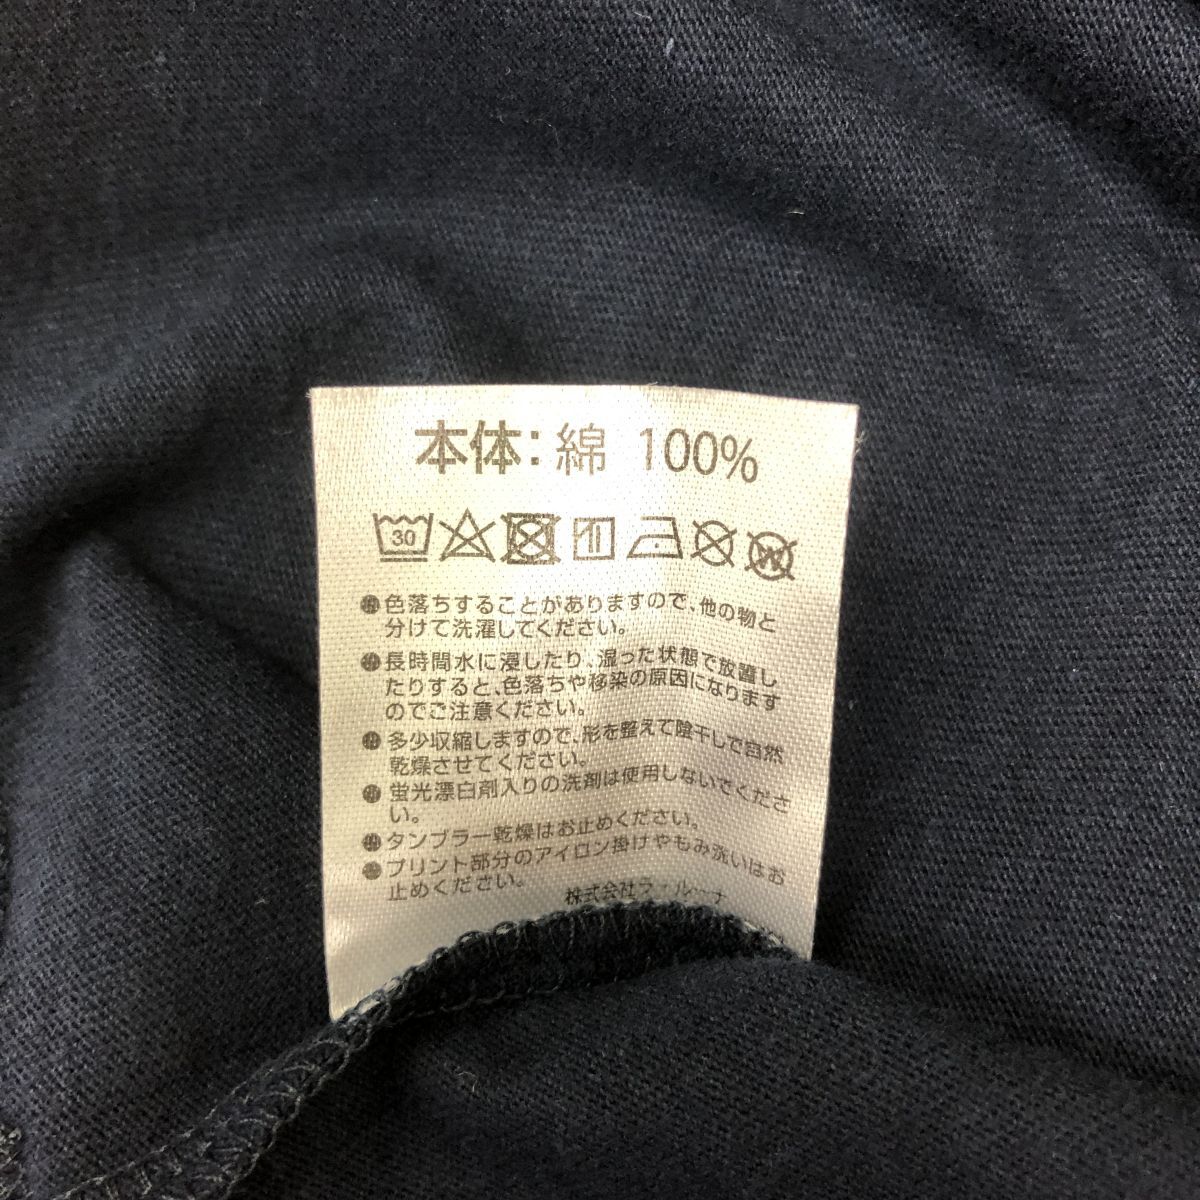 本体：綿 100%
30 W
●色落ちすることがありますので、他の物と
分けて洗濯してください。
●長時間水に浸したり、湿った状態で放置し
たりすると、色落ちや移染の原因になります
のでご注意ください。
●多少収縮しますので、形を整えて陰干しで自然
乾燥させてください。
●蛍光漂白剤入りの洗剤は使用しないでくださ
い。
●タンブラー乾燥はお止めください。
●プリント部分のアイロン掛けやもみ洗いはお
止めください。
株式会社